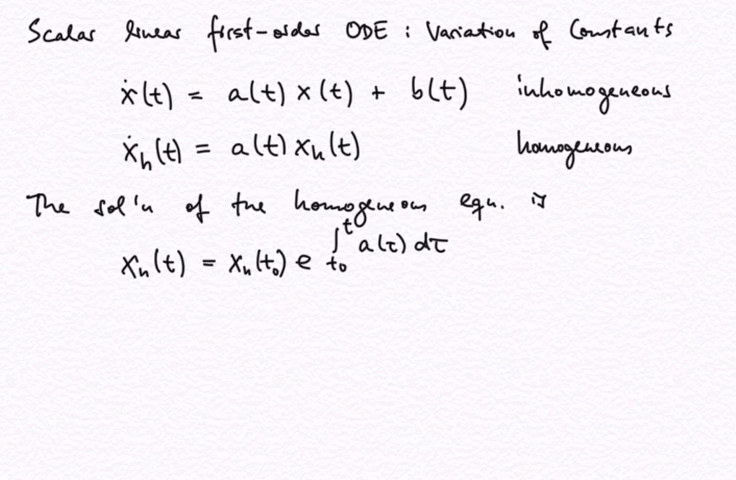 Scalar linear first-order ODE : Variation of Constants
ẋ(t) = a(t) x(t) + b(t) inhomogeneous
ẋₕ(t) = a(t) xₕ(t) homogeneous
The sol'n of the homogeneous equ. is
xₕ(t) = xₕ(t₀) e ∫ₜ₀ᵗ a(τ) dτ